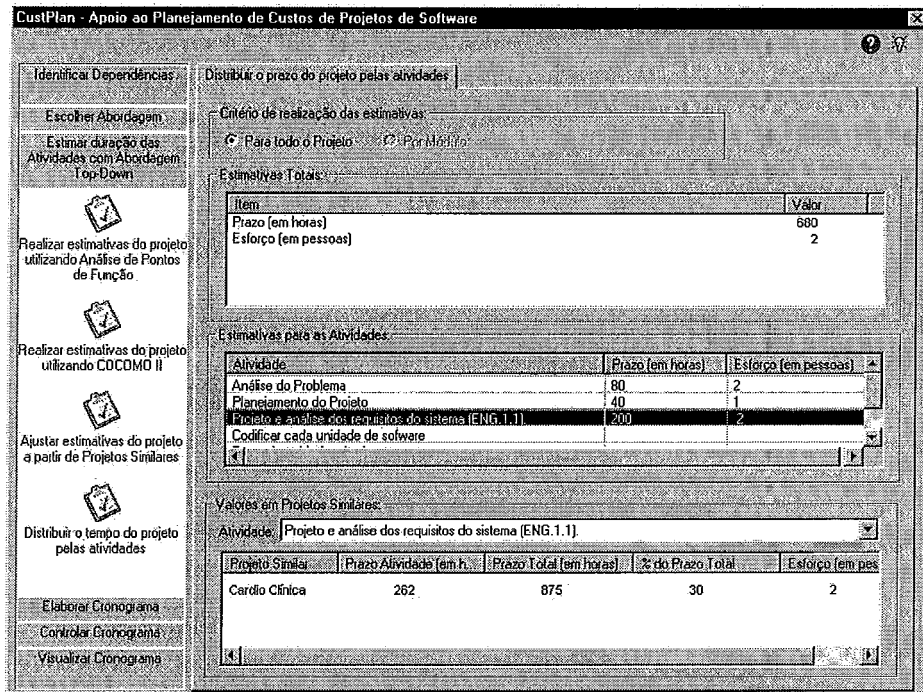 CustPlan - Apoio ao Planejamento de Custos de Projetos de Software
Identificar Dependências
Escolher Abordagem
Estimar duração das
Atividades com Abordagem
Top-Down
Realizar estimativas do projeto
utilizando Análise de Pontos
de Função
Realizar estimativas do projeto
utilizando COCOMO II
Ajustar estimativas do projeto
a partir de Projetos Similares
Distribuir o tempo do projeto
pelas atividades
Elaborar Cronograma
Controlar Cronograma
Visualizar Cronograma
Distribuir o prazo do projeto pelas atividades
Critério de realização das estimativas:
Para todo o Projeto Por Módulo
Estimativas Totais:
Item Valor
Prazo (em horas) 680
Esforço (em pessoas) 2
Estimativas para as Atividades:
Atividade Prazo (em horas) Esforço (em pessoas)
Análise do Problema 80 2
Planejamento do Projeto 40 1
Projeto e análise dos requisitos do sistema (ENG.1.1). 200 2
Codificar cada unidade de sofware
Valores em Projetos Similares:
Atividade: Projeto e análise dos requisitos do sistema (ENG.1.1).
Projeto Similar Prazo Atividade (em h... Prazo Total (em horas) % do Prazo Total Esforço (em pes
Cardio Clínica 262 875 30 2